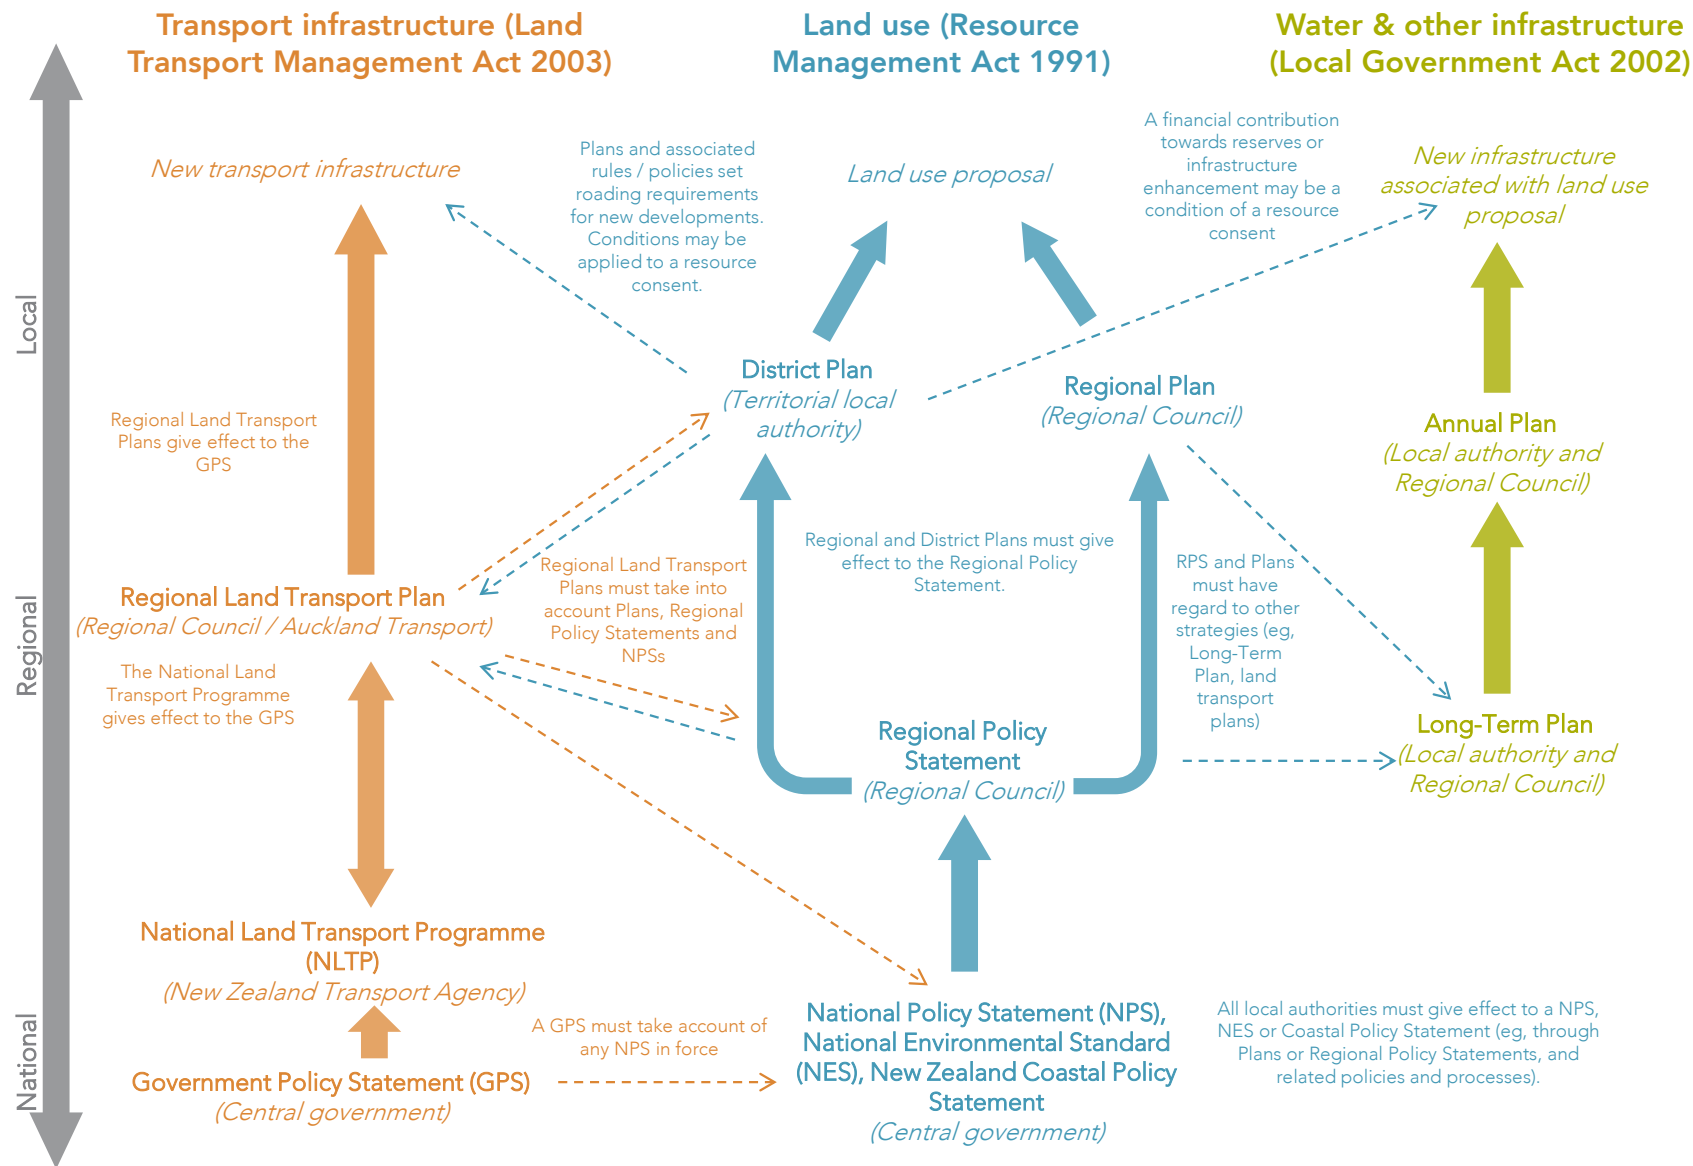 Transport infrastructure (Land
Transport Management Act 2003)
Land use (Resource
Management Act 1991)
Water & other infrastructure
(Local Government Act 2002)
Local
Regional
National
New transport infrastructure
Plans and associated
rules / policies set
roading requirements
for new developments.
Conditions may be
applied to a resource
consent.
Land use proposal
A financial contribution
towards reserves or
infrastructure
enhancement may be a
condition of a resource
consent
New infrastructure
associated with land use
proposal
District Plan
(Territorial local
authority)
Regional Plan
(Regional Council)
Annual Plan
(Local authority and
Regional Council)
Regional Land Transport
Plans give effect to the
GPS
Regional Land Transport Plan
(Regional Council / Auckland Transport)
Regional Land Transport
Plans must take into
account Plans, Regional
Policy Statements and
NPSs
Regional and District Plans must give
effect to the Regional Policy
Statement.
RPS and Plans
must have
regard to other
strategies (eg,
Long-Term
Plan, land
transport
plans)
The National Land
Transport Programme
gives effect to the GPS
Regional Policy
Statement
(Regional Council)
Long-Term Plan
(Local authority and
Regional Council)
National Land Transport Programme
(NLTP)
(New Zealand Transport Agency)
A GPS must take account of
any NPS in force
Government Policy Statement (GPS)
(Central government)
National Policy Statement (NPS),
National Environmental Standard
(NES), New Zealand Coastal Policy
Statement
(Central government)
All local authorities must give effect to a NPS,
NES or Coastal Policy Statement (eg, through
Plans or Regional Policy Statements, and
related policies and processes).